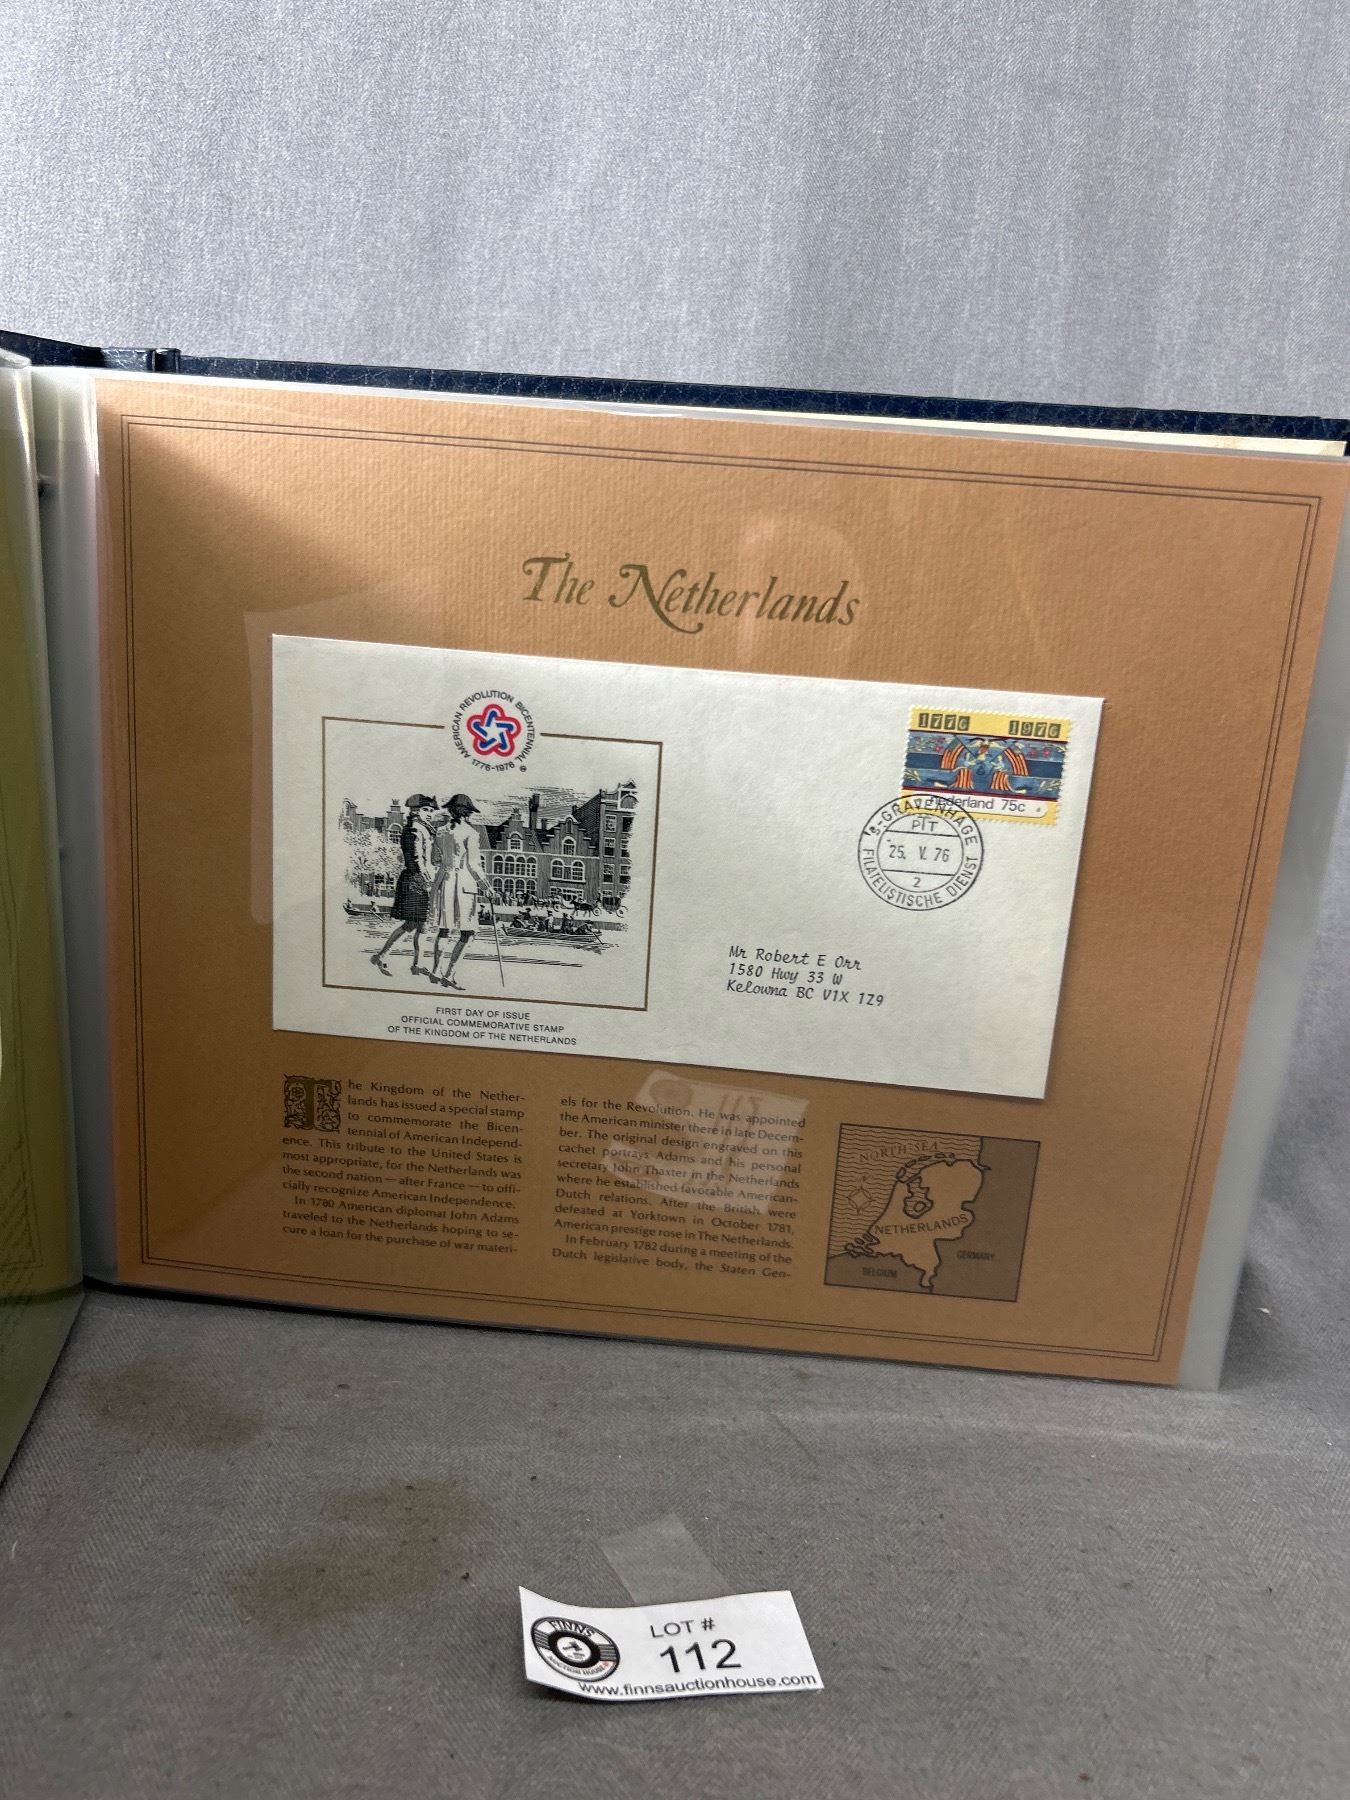 The Netherlands
AMERICAN REVOLUTION BICENTENNIAL
1776-1976
1776 1976
nederland 75c
's-GRAVENHAGE
PTT
25. V. 76
2
FILATELISTISCHE DIENST
Mr Robert E Orr
1580 Hwy 33 W
Kelowna BC V1X 1Z9
FIRST DAY OF ISSUE
OFFICIAL COMMEMORATIVE STAMP
OF THE KINGDOM OF THE NETHERLANDS
The Kingdom of the Nether-
lands has issued a special stamp
to commemorate the Bicen-
tennial of American Independ-
ence. This tribute to the United States is
most appropriate, for the Netherlands was
the second nation — after France — to offi-
cially recognize American Independence.
In 1780 American diplomat John Adams
traveled to the Netherlands hoping to se-
cure a loan for the purchase of war materi-
els for the Revolution. He was appointed
the American minister there in late Decem-
ber. The original design engraved on this
cachet portrays Adams and his personal
secretary John Thaxter in the Netherlands
where he established favorable American-
Dutch relations. After the British were
defeated at Yorktown in October 1781,
American prestige rose in The Netherlands.
In February 1782 during a meeting of the
Dutch legislative body, the Staten Gen-
NORTH SEA
NETHERLANDS
GERMANY
BELGIUM
FINNS
AUCTION HOUSE
LOT #
112
www.finnsauctionhouse.com